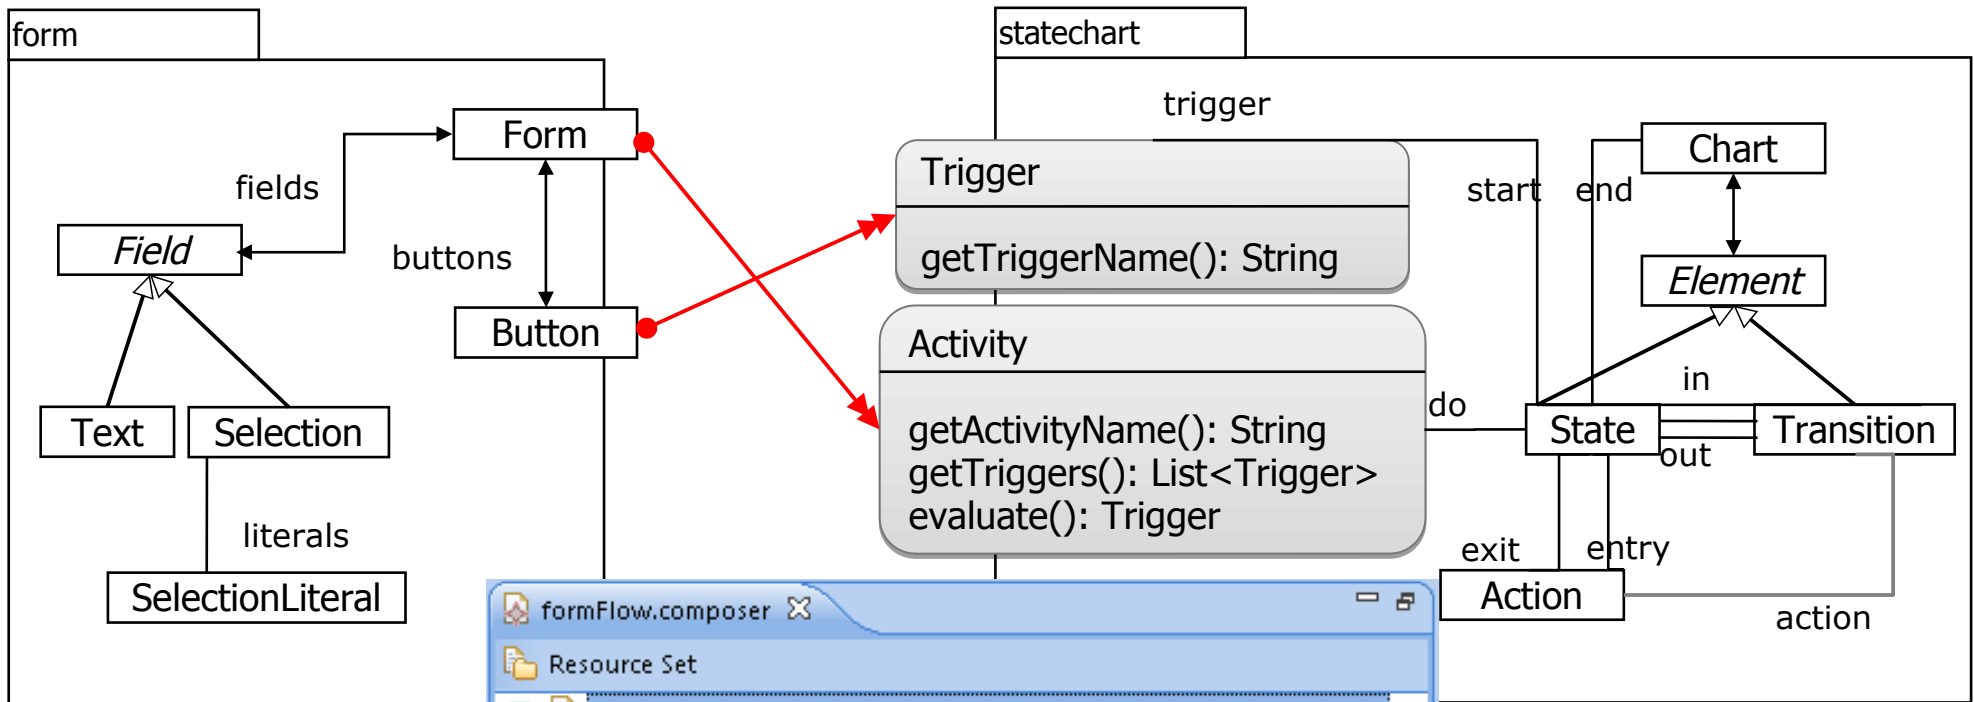 form
statechart
trigger
Form
Trigger
Chart
fields
start
end
Field
buttons
getTriggerName(): String
Element
Button
Activity
in
do
Text
Selection
getActivityName(): String
State
Transition
out
getTriggers(): List<Trigger>
evaluate(): Trigger
literals
exit
entry
SelectionLiteral
formFlow.composer
Action
action
Resource Set